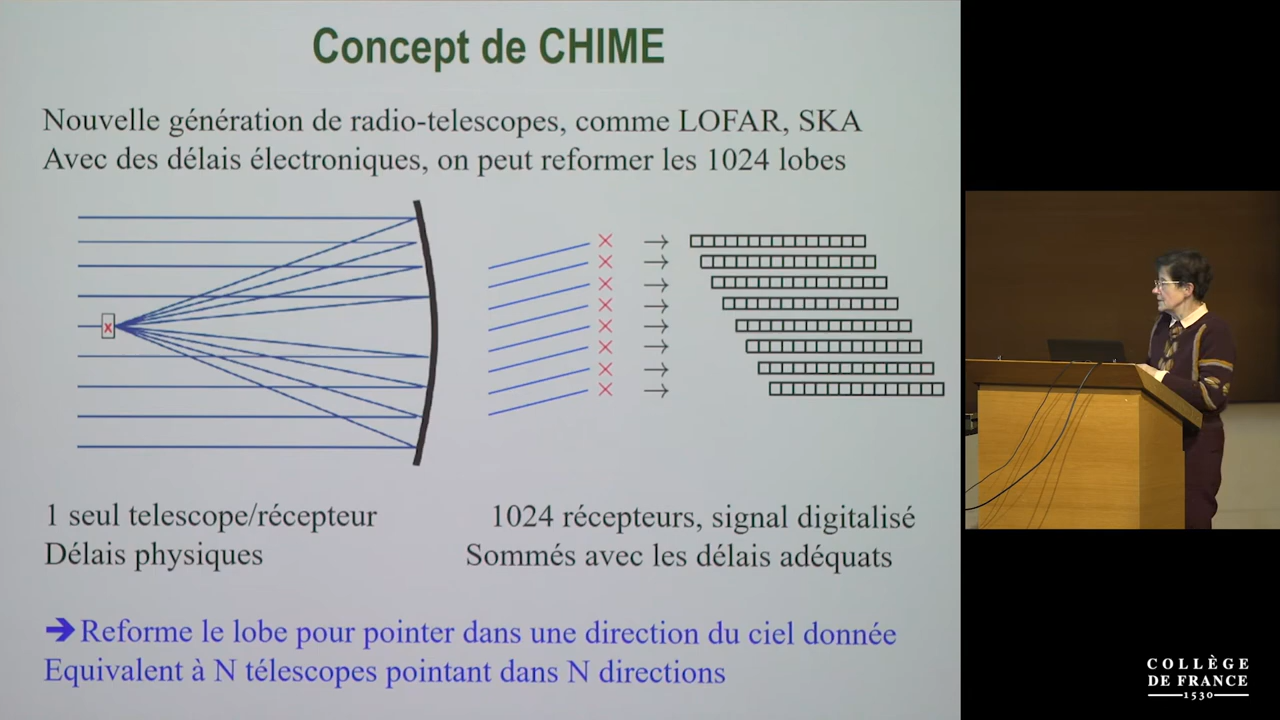 Concept de CHIME
Nouvelle génération de radio-telescopes, comme LOFAR, SKA
Avec des délais électroniques, on peut reformer les 1024 lobes
1 seul telescope/récepteur
Délais physiques
1024 récepteurs, signal digitalisé
Sommés avec les délais adéquats
➔ Reforme le lobe pour pointer dans une direction du ciel donnée
Equivalent à N télescopes pointant dans N directions
COLLÈGE
DE FRANCE
1530